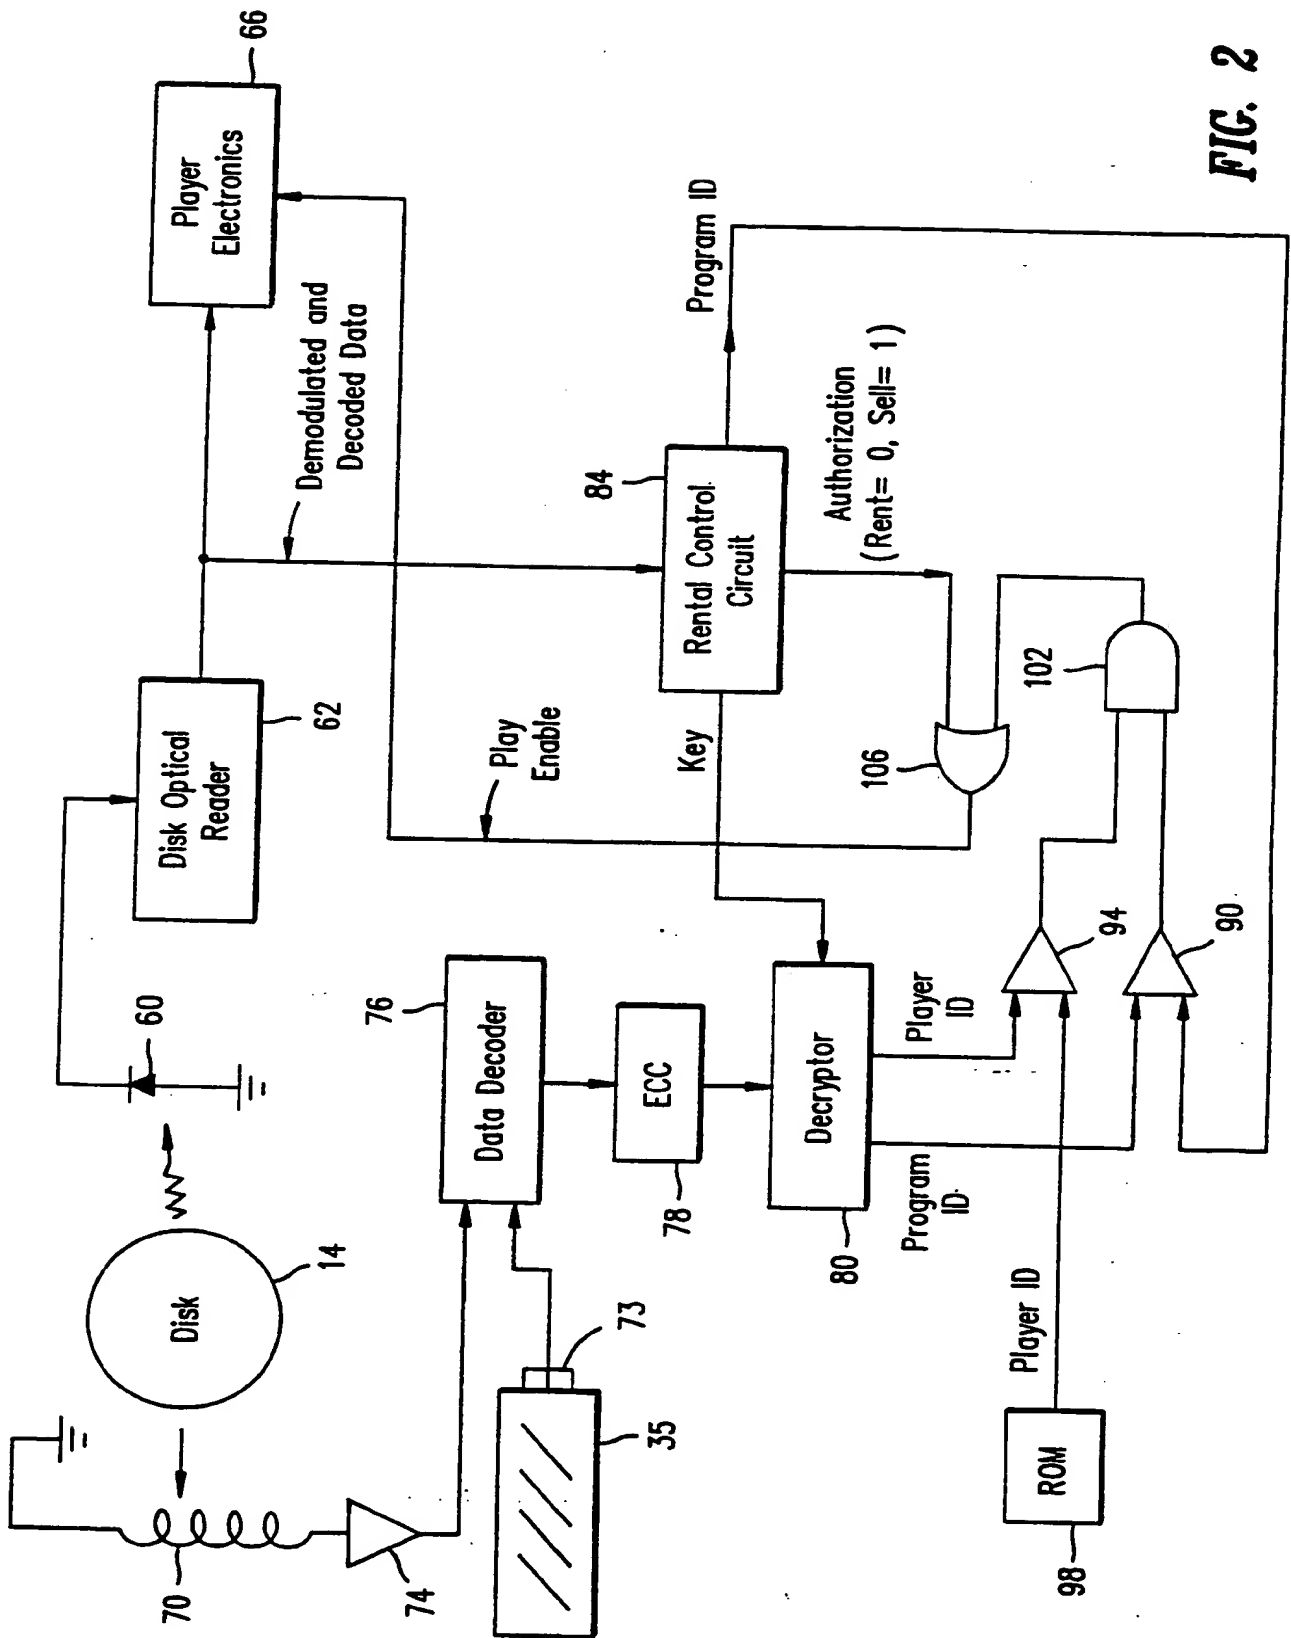 Disk
14
60
Disk Optical
Reader
62
Player
Electronics
66
Demodulated and
Decoded Data
70
74
35
73
76
Data Decoder
Play
Enable
84
Rental Control
Circuit
Key
Program ID
Authorization
(Rent= 0, Sell= 1)
ECC
78
Decryptor
80
Player
ID
Program
ID
106
102
94
90
Player ID
ROM
98
FIG. 2